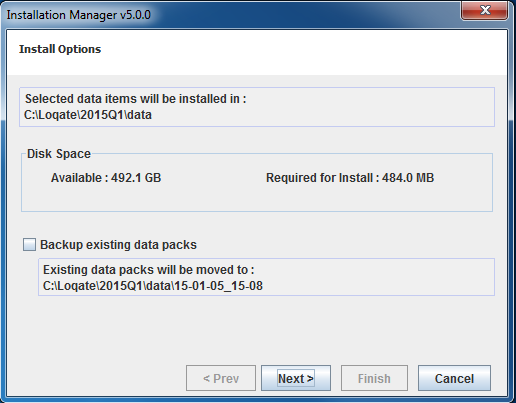 Installation Manager v5.0.0
Install Options
Selected data items will be installed in :
C:\Loqate\2015Q1\data
Disk Space
Available : 492.1 GB
Required for Install : 484.0 MB
Backup existing data packs
Existing data packs will be moved to :
C:\Loqate\2015Q1\data\15-01-05_15-08
< Prev
Next >
Finish
Cancel